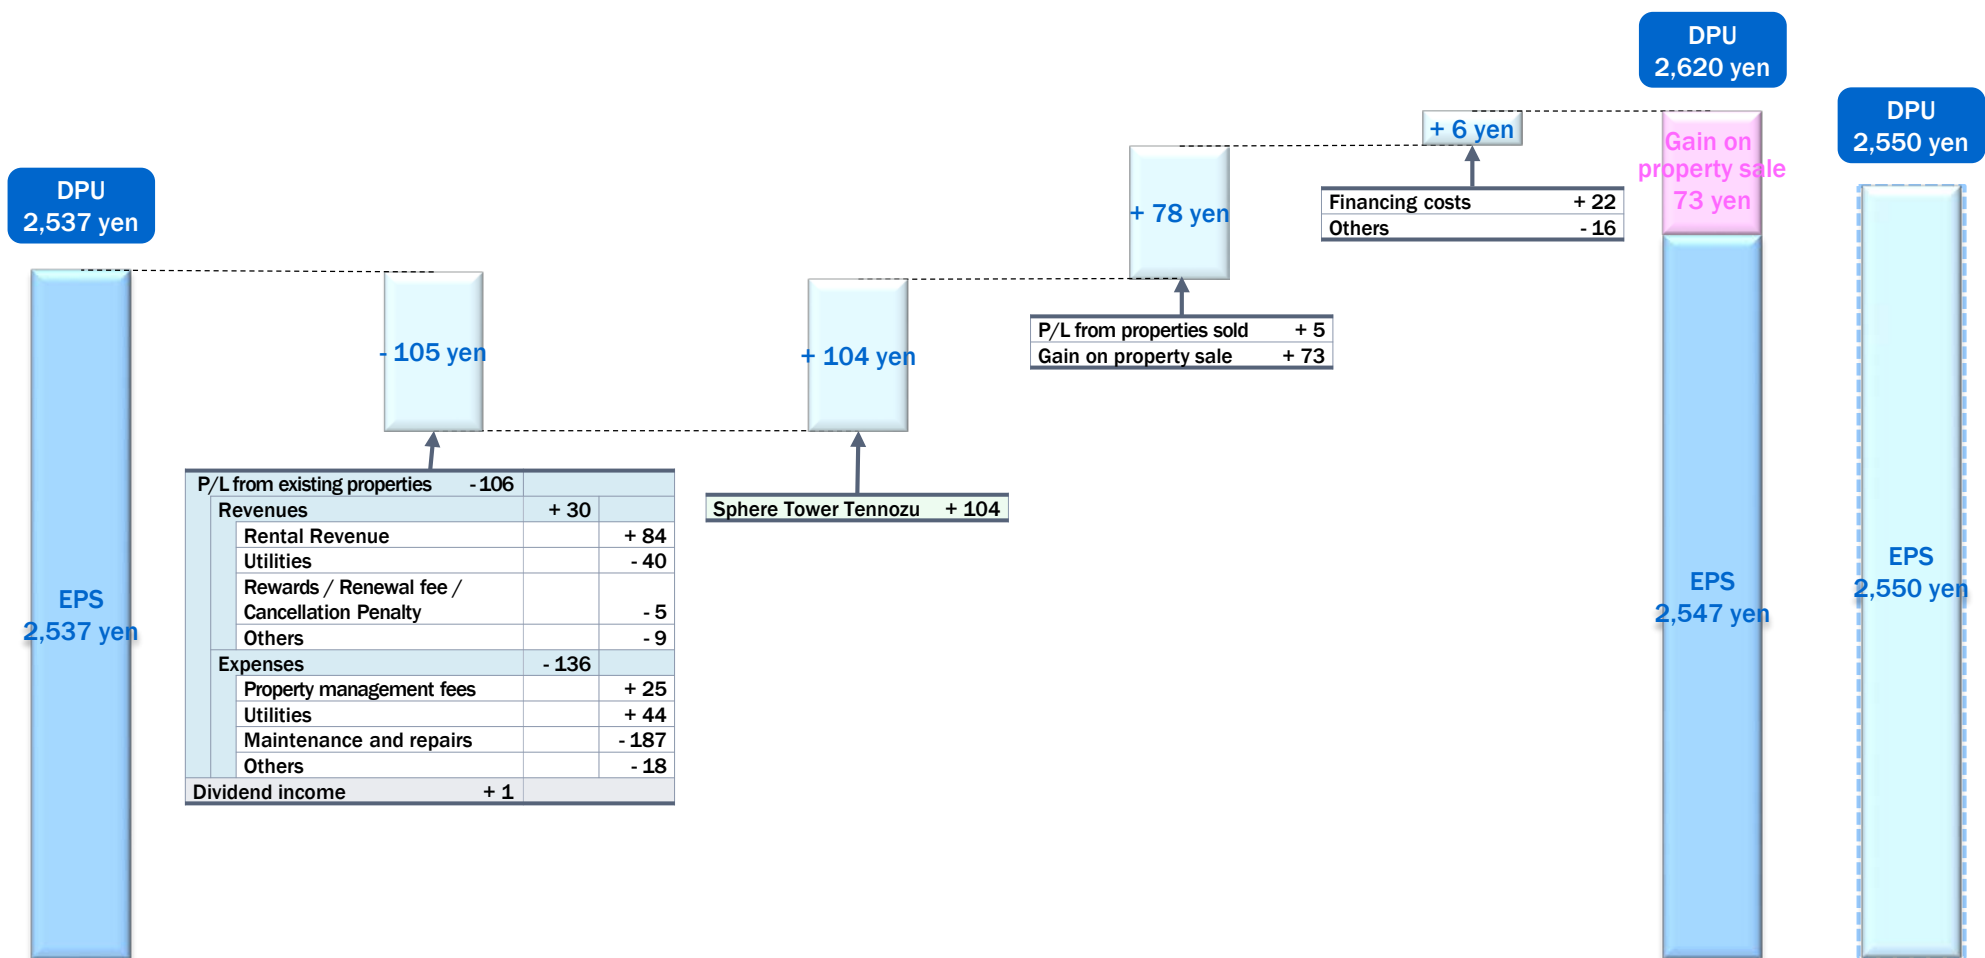 DPU
2,537 yen
EPS
2,537 yen
- 105 yen
P/L from existing properties - 106
Revenues + 30
Rental Revenue + 84
Utilities - 40
Rewards / Renewal fee /
Cancellation Penalty - 5
Others - 9
Expenses - 136
Property management fees + 25
Utilities + 44
Maintenance and repairs - 187
Others - 18
Dividend income + 1
+ 104 yen
Sphere Tower Tennozu + 104
+ 78 yen
P/L from properties sold + 5
Gain on property sale + 73
+ 6 yen
Financing costs + 22
Others - 16
DPU
2,620 yen
Gain on
property sale
73 yen
EPS
2,547 yen
DPU
2,550 yen
EPS
2,550 yen